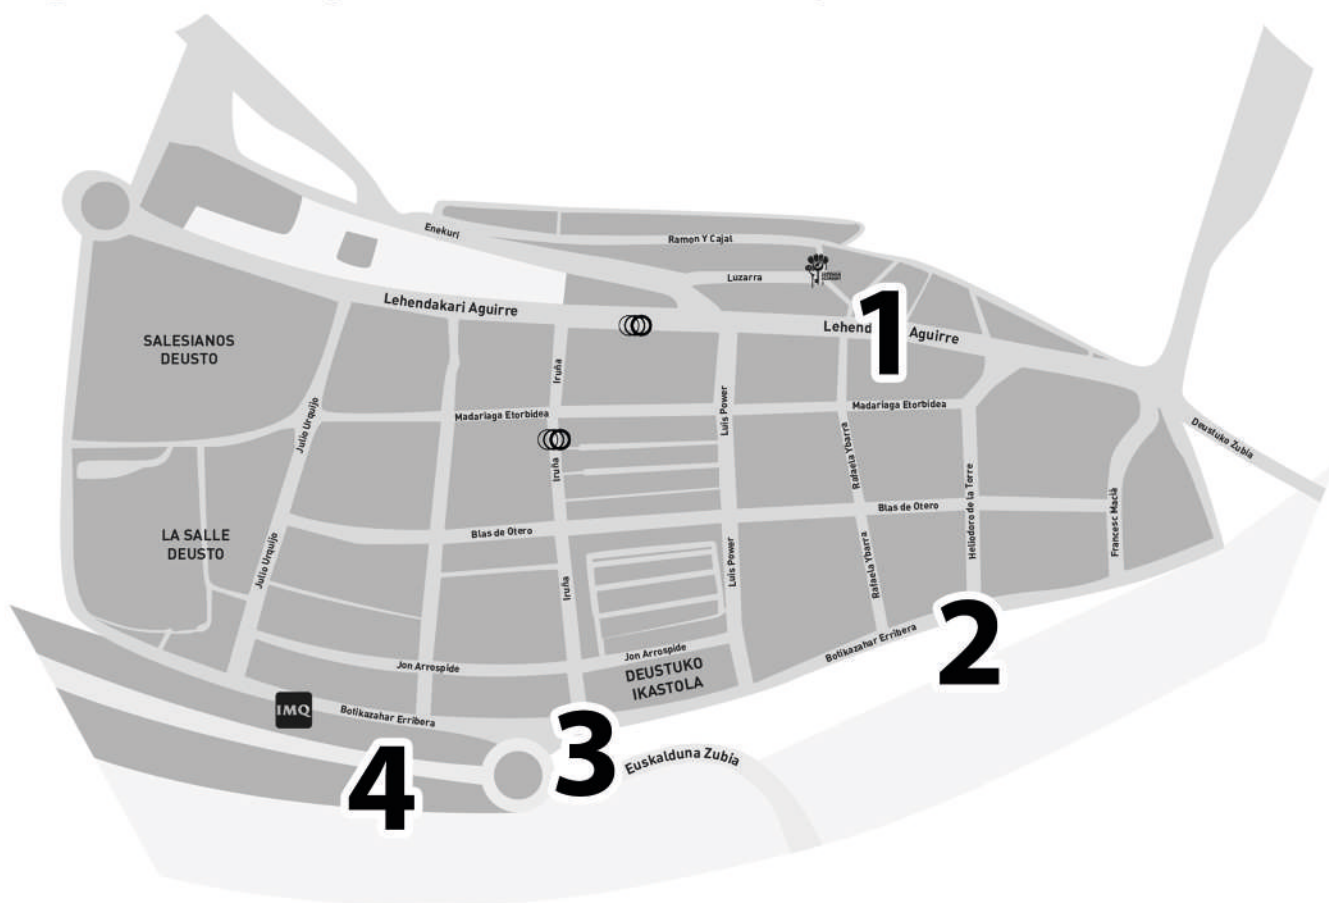 Enekuri
Ramon Y Cajal
Luzarra
Lehendakari Aguirre
1
Aguirre
SALESIANOS
DEUSTO
Iruña
Luis Power
Madariaga Etorbidea
Madariaga Etorbidea
Julio Urquijo
Deustuko Zubia
Rafaela Ybarra
Iruña
Heliodoro de la Torre
Francesc Macià
Blas de Otero
Blas de Otero
LA SALLE
DEUSTO
Julio Urquijo
Iruña
Luis Power
Rafaela Ybarra
2
Botikazahar Erribera
Jon Arrospide
Jon Arrospide
DEUSTUKO
IKASTOLA
IMQ
Botikazahar Erribera
3
Euskalduna Zubia
4